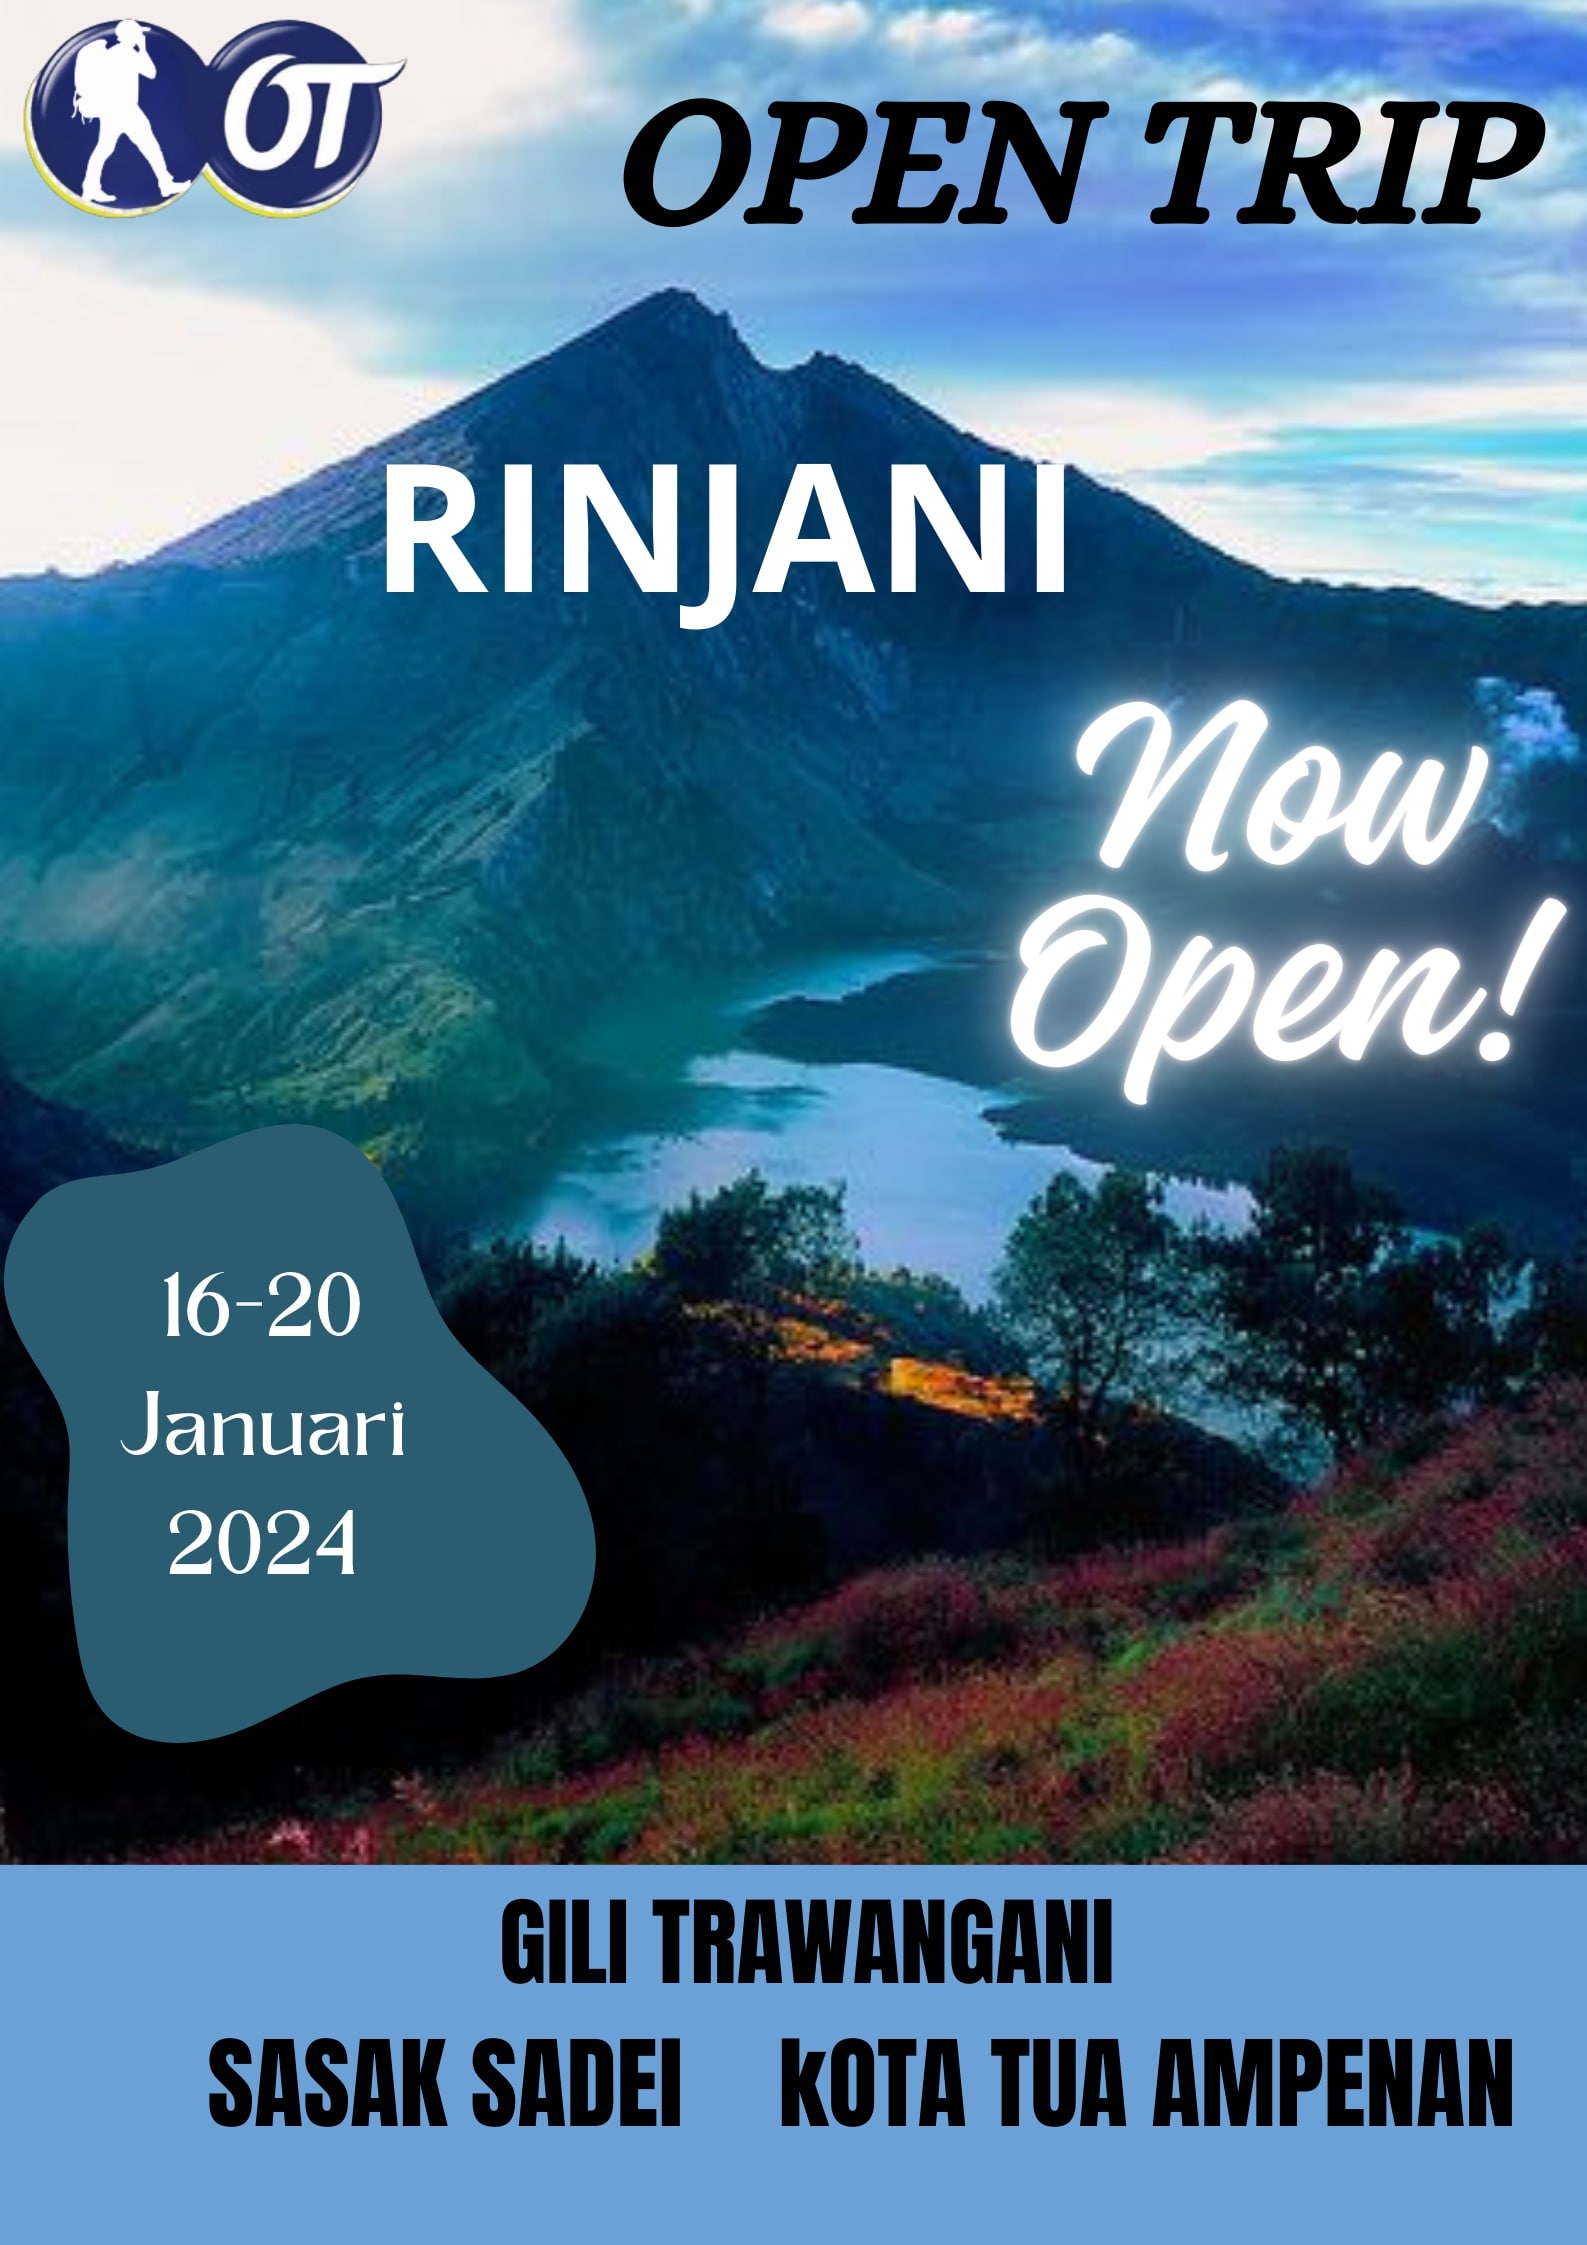 OT
OPEN TRIP
RINJANI
Now
Open!
16-20
Januari
2024
GILI TRAWANGANI
SASAK SADEI kOTA TUA AMPENAN